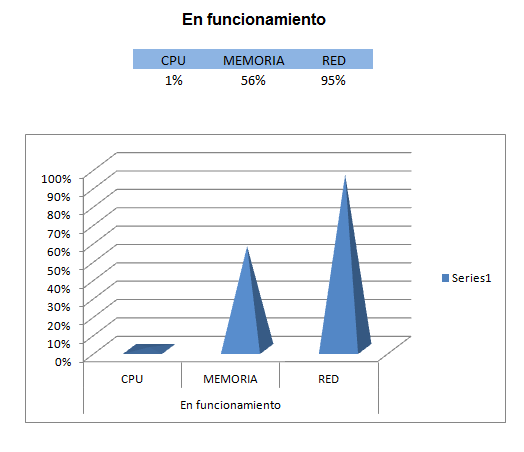 En funcionamiento
CPU MEMORIA RED
1% 56% 95%
100%
90%
80%
70%
60%
50%
40%
30%
20%
10%
0%
Series1
CPU MEMORIA RED
En funcionamiento